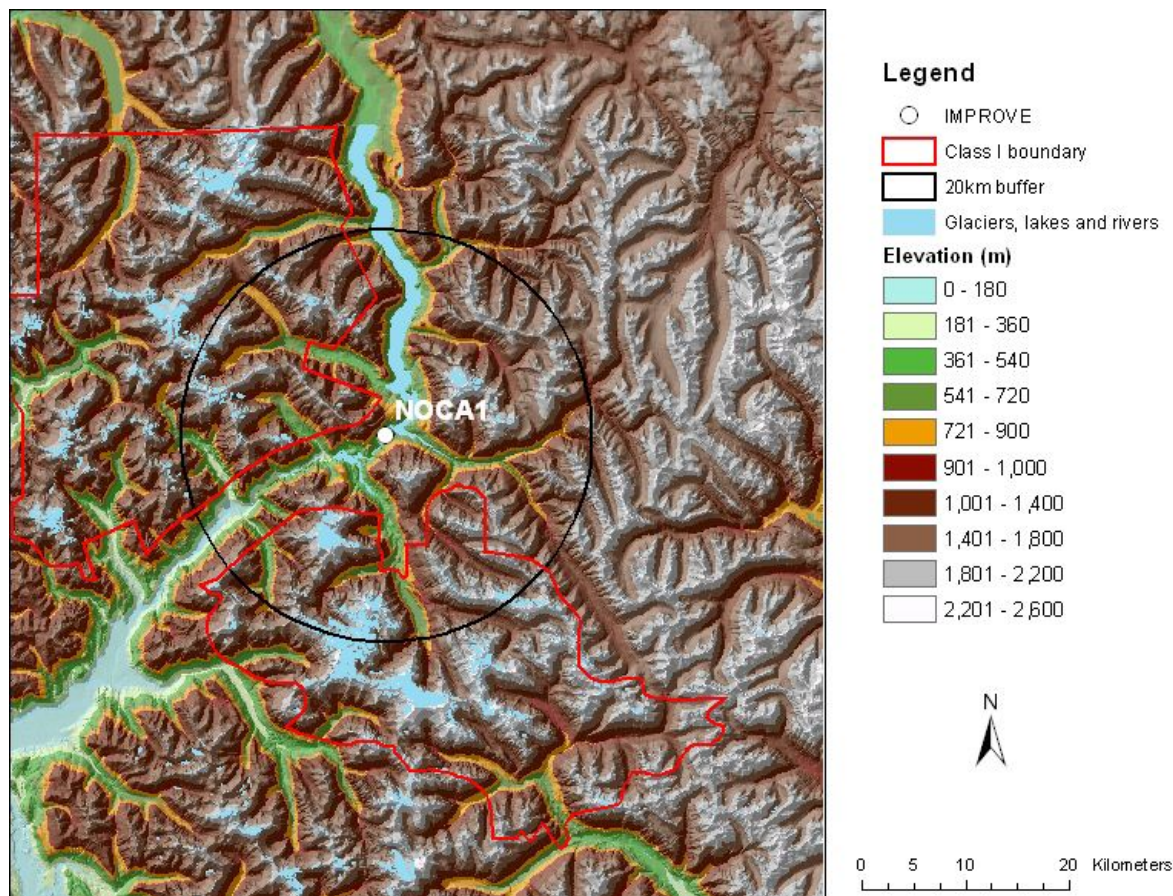 NOCA1
Legend
IMPROVE
Class I boundary
20km buffer
Glaciers, lakes and rivers
Elevation (m)
0 - 180
181 - 360
361 - 540
541 - 720
721 - 900
901 - 1,000
1,001 - 1,400
1,401 - 1,800
1,801 - 2,200
2,201 - 2,600
N
0 5 10 20 Kilometers